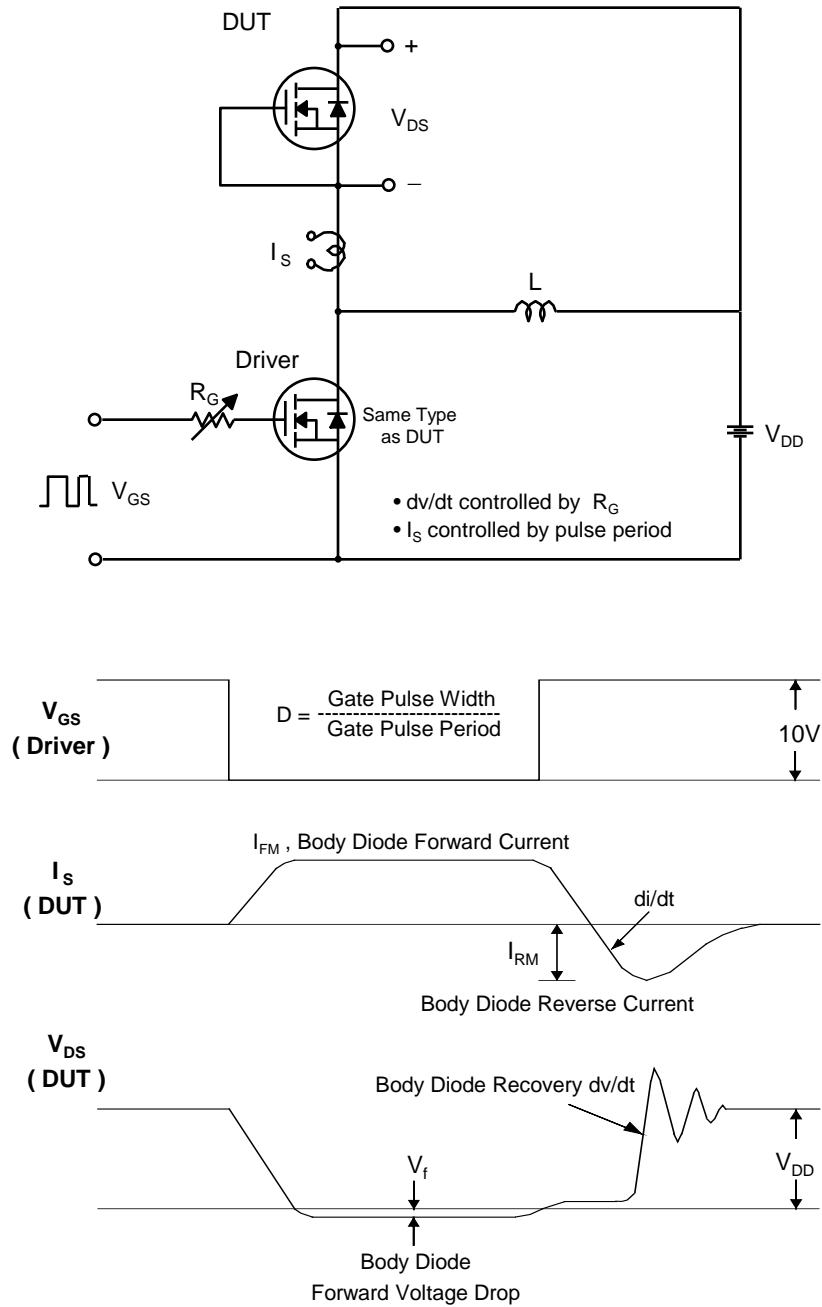 DUT
+
V_DS
–
I_S
L
Driver
R_G
Same Type
as DUT
V_DD
V_GS
• dv/dt controlled by R_G
• I_S controlled by pulse period
V_GS
( Driver )
D = Gate Pulse Width
Gate Pulse Period
10V
I_FM , Body Diode Forward Current
I_S
( DUT )
di/dt
I_RM
Body Diode Reverse Current
V_DS
( DUT )
Body Diode Recovery dv/dt
V_f
V_DD
Body Diode
Forward Voltage Drop